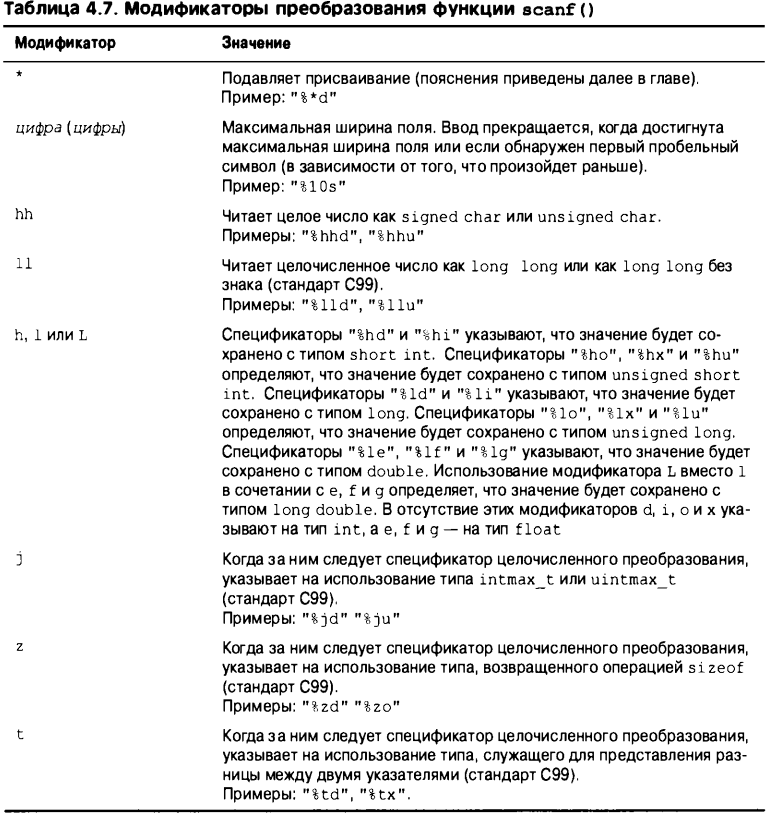 Таблица 4.7. Модификаторы преобразования функции scanf()
Модификатор Значение
* Подавляет присваивание (пояснения приведены далее в главе).
Пример: "%*d"
цифра (цифры) Максимальная ширина поля. Ввод прекращается, когда достигнута
максимальная ширина поля или если обнаружен первый пробельный
символ (в зависимости от того, что произойдет раньше).
Пример: "%10s"
hh Читает целое число как signed char или unsigned char.
Примеры: "%hhd", "%hhu"
ll Читает целочисленное число как long long или как long long без
знака (стандарт C99).
Примеры: "%lld", "%llu"
h, l или L Спецификаторы "%hd" и "%hi" указывают, что значение будет со-
хранено с типом short int. Спецификаторы "%ho", "%hx" и "%hu"
определяют, что значение будет сохранено с типом unsigned short
int. Спецификаторы "%ld" и "%li" указывают, что значение будет
сохранено с типом long. Спецификаторы "%lo", "%lx" и "%lu"
определяют, что значение будет сохранено с типом unsigned long.
Спецификаторы "%le", "%lf" и "%lg" указывают, что значение будет
сохранено с типом double. Использование модификатора L вместо l
в сочетании с e, f и g определяет, что значение будет сохранено с
типом long double. В отсутствие этих модификаторов d, i, o и x ука-
зывают на тип int, а e, f и g — на тип float
j Когда за ним следует спецификатор целочисленного преобразования,
указывает на использование типа intmax_t или uintmax_t
(стандарт C99).
Примеры: "%jd" "%ju"
z Когда за ним следует спецификатор целочисленного преобразования,
указывает на использование типа, возвращенного операцией sizeof
(стандарт C99).
Примеры: "%zd" "%zo"
t Когда за ним следует спецификатор целочисленного преобразования,
указывает на использование типа, служащего для представления раз-
ницы между двумя указателями (стандарт C99).
Примеры: "%td", "%tx".